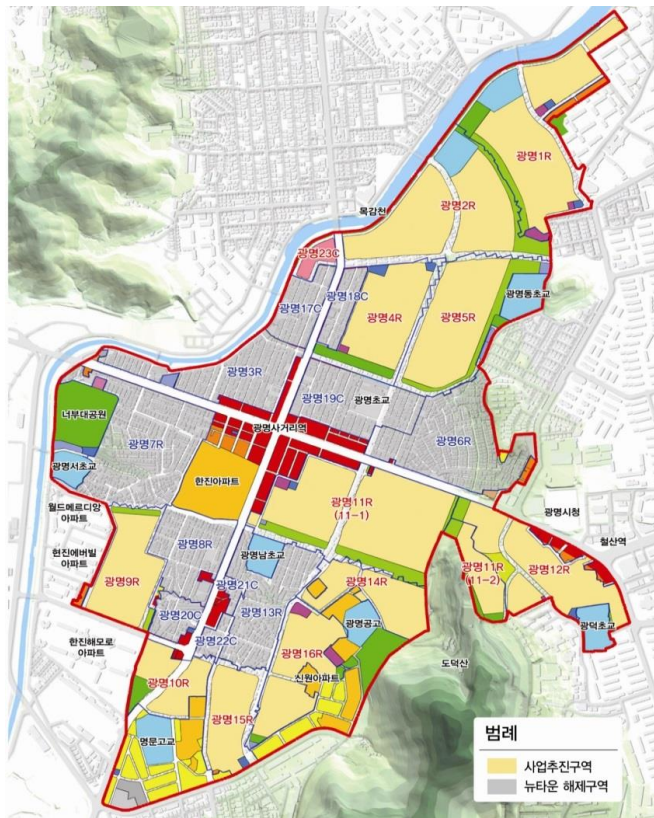 광명1R
광명2R
목감천
광명23C
광명17C
광명18C
광명4R
광명5R
광명동초교
광명3R
광명19C
광명초교
너부대공원
광명사거리역
광명7R
광명6R
광명서초교
한진아파트
월드메르디앙
아파트
광명11R
(11-1)
광명시청
철산역
광명8R
현진에버빌
아파트
광명남초교
광명9R
광명21C
광명14R
광명11R
(11-2)
광명12R
광명20C
광명13R
광명공고
광덕초교
한진해모로
아파트
광명22C
광명16R
도덕산
신원아파트
광명10R
광명15R
명문고교
범례
사업추진구역
뉴타운 해제구역